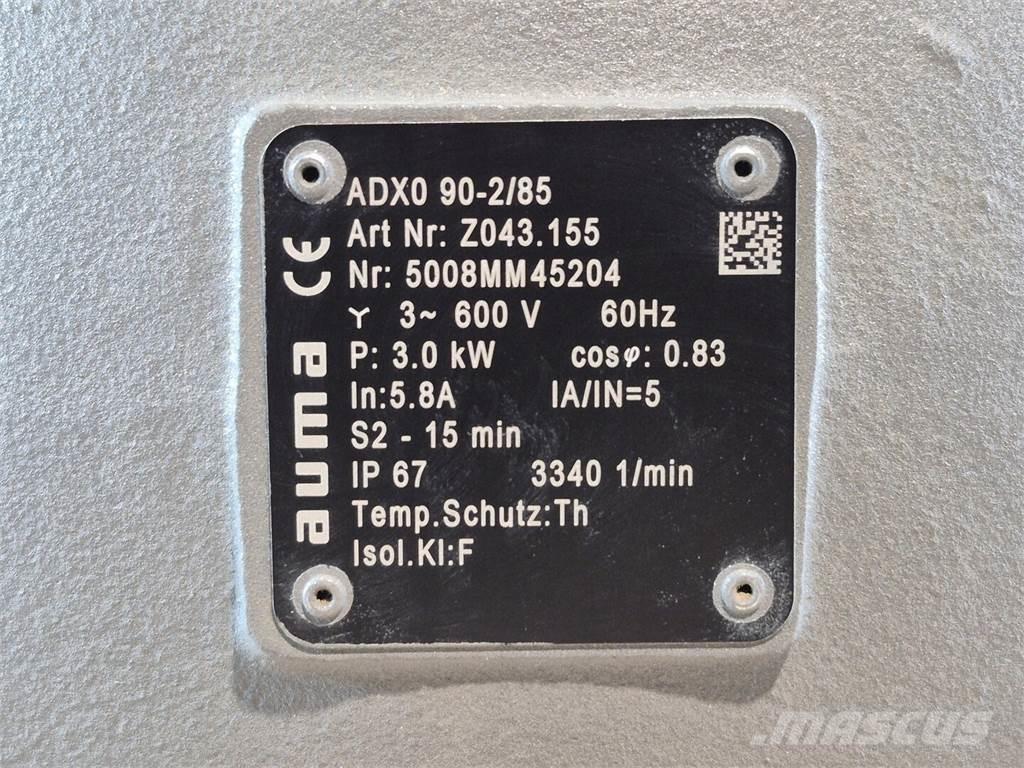 ADX0 90-2/85
Art Nr: Z043.155
Nr: 5008MM45204
3~ 600 V 60Hz
P: 3.0 kW cosφ: 0.83
In:5.8A IA/IN=5
S2 - 15 min
IP 67 3340 1/min
Temp.Schutz:Th
Isol.Kl:F
CE
auma
MASCUS